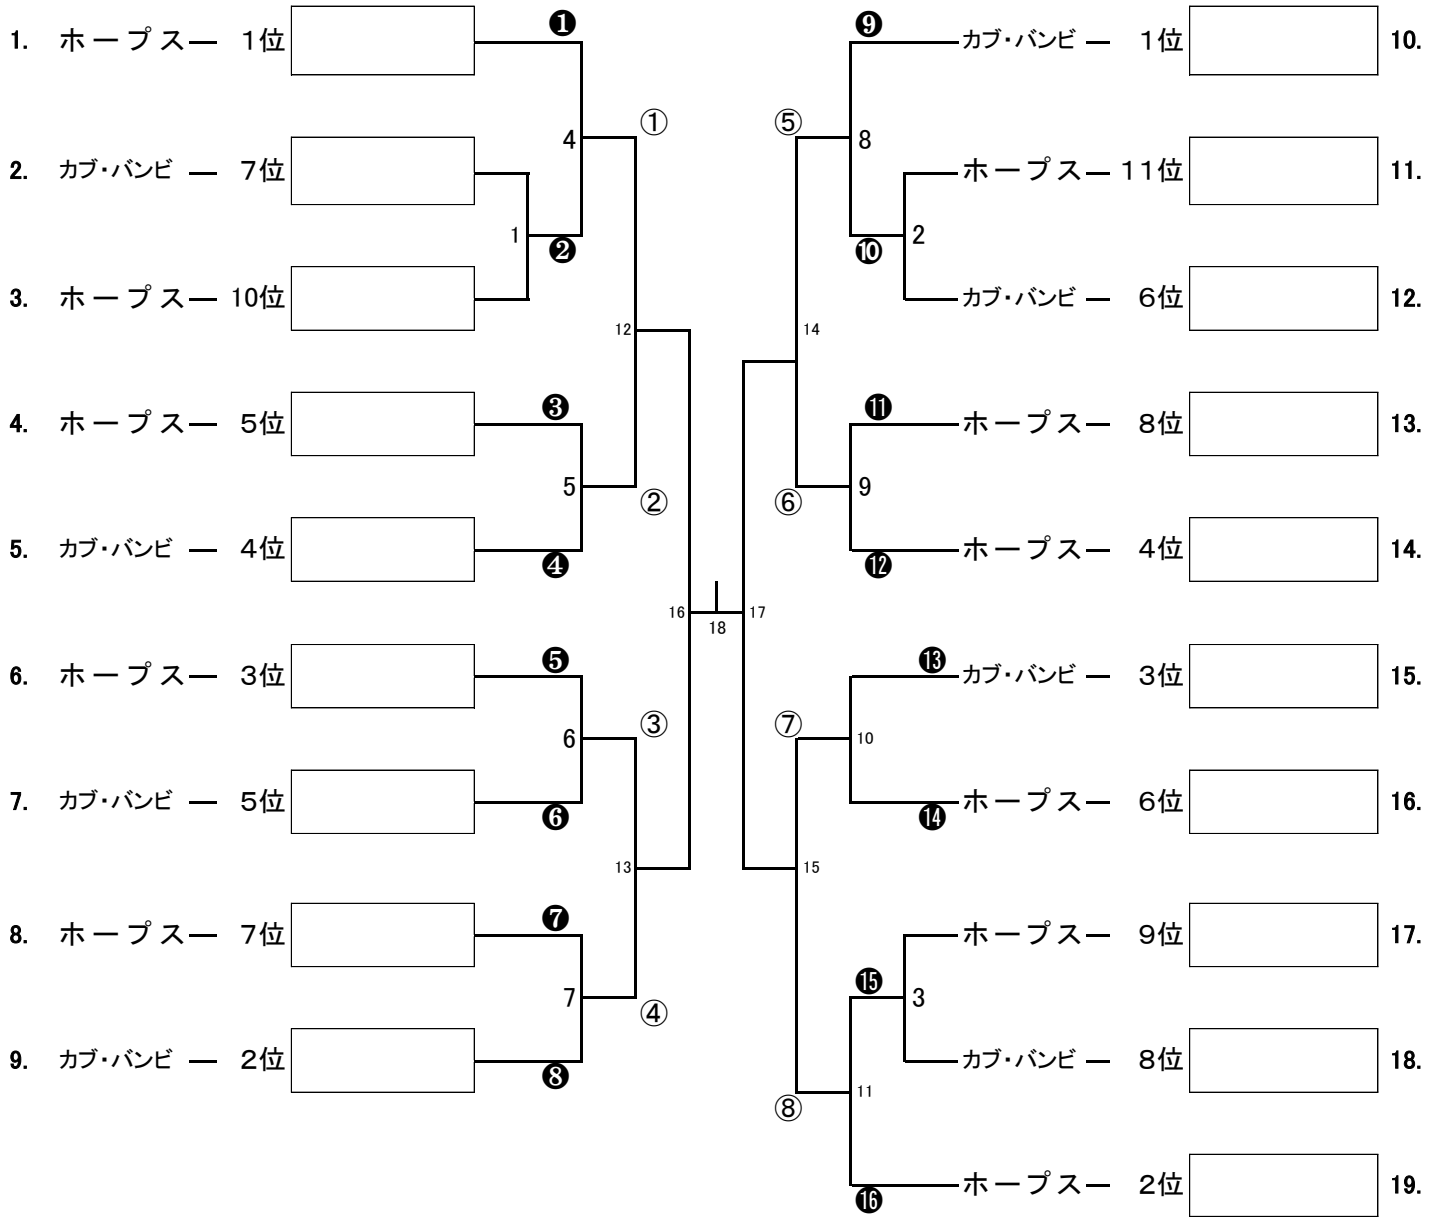 1. ホープス— 1位
❶
2. カブ・バンビ — 7位
4
①
1
❷
3. ホープス— 10位
12
4. ホープス— 5位
❸
5
②
5. カブ・バンビ — 4位
❹
16
18
6. ホープス— 3位
❺
6
③
7. カブ・バンビ — 5位
❻
13
8. ホープス— 7位
❼
7
④
9. カブ・バンビ — 2位
❽
❾
カブ・バンビ — 1位 10.
⑤
8
ホープス— 11位 11.
❿
2
カブ・バンビ — 6位 12.
14
⓫
ホープス— 8位 13.
⑥
9
⓬
ホープス— 4位 14.
17
⓭
カブ・バンビ — 3位 15.
⑦
10
⓮
ホープス— 6位 16.
15
ホープス— 9位 17.
⓯
3
カブ・バンビ — 8位 18.
⑧
11
⓰
ホープス— 2位 19.